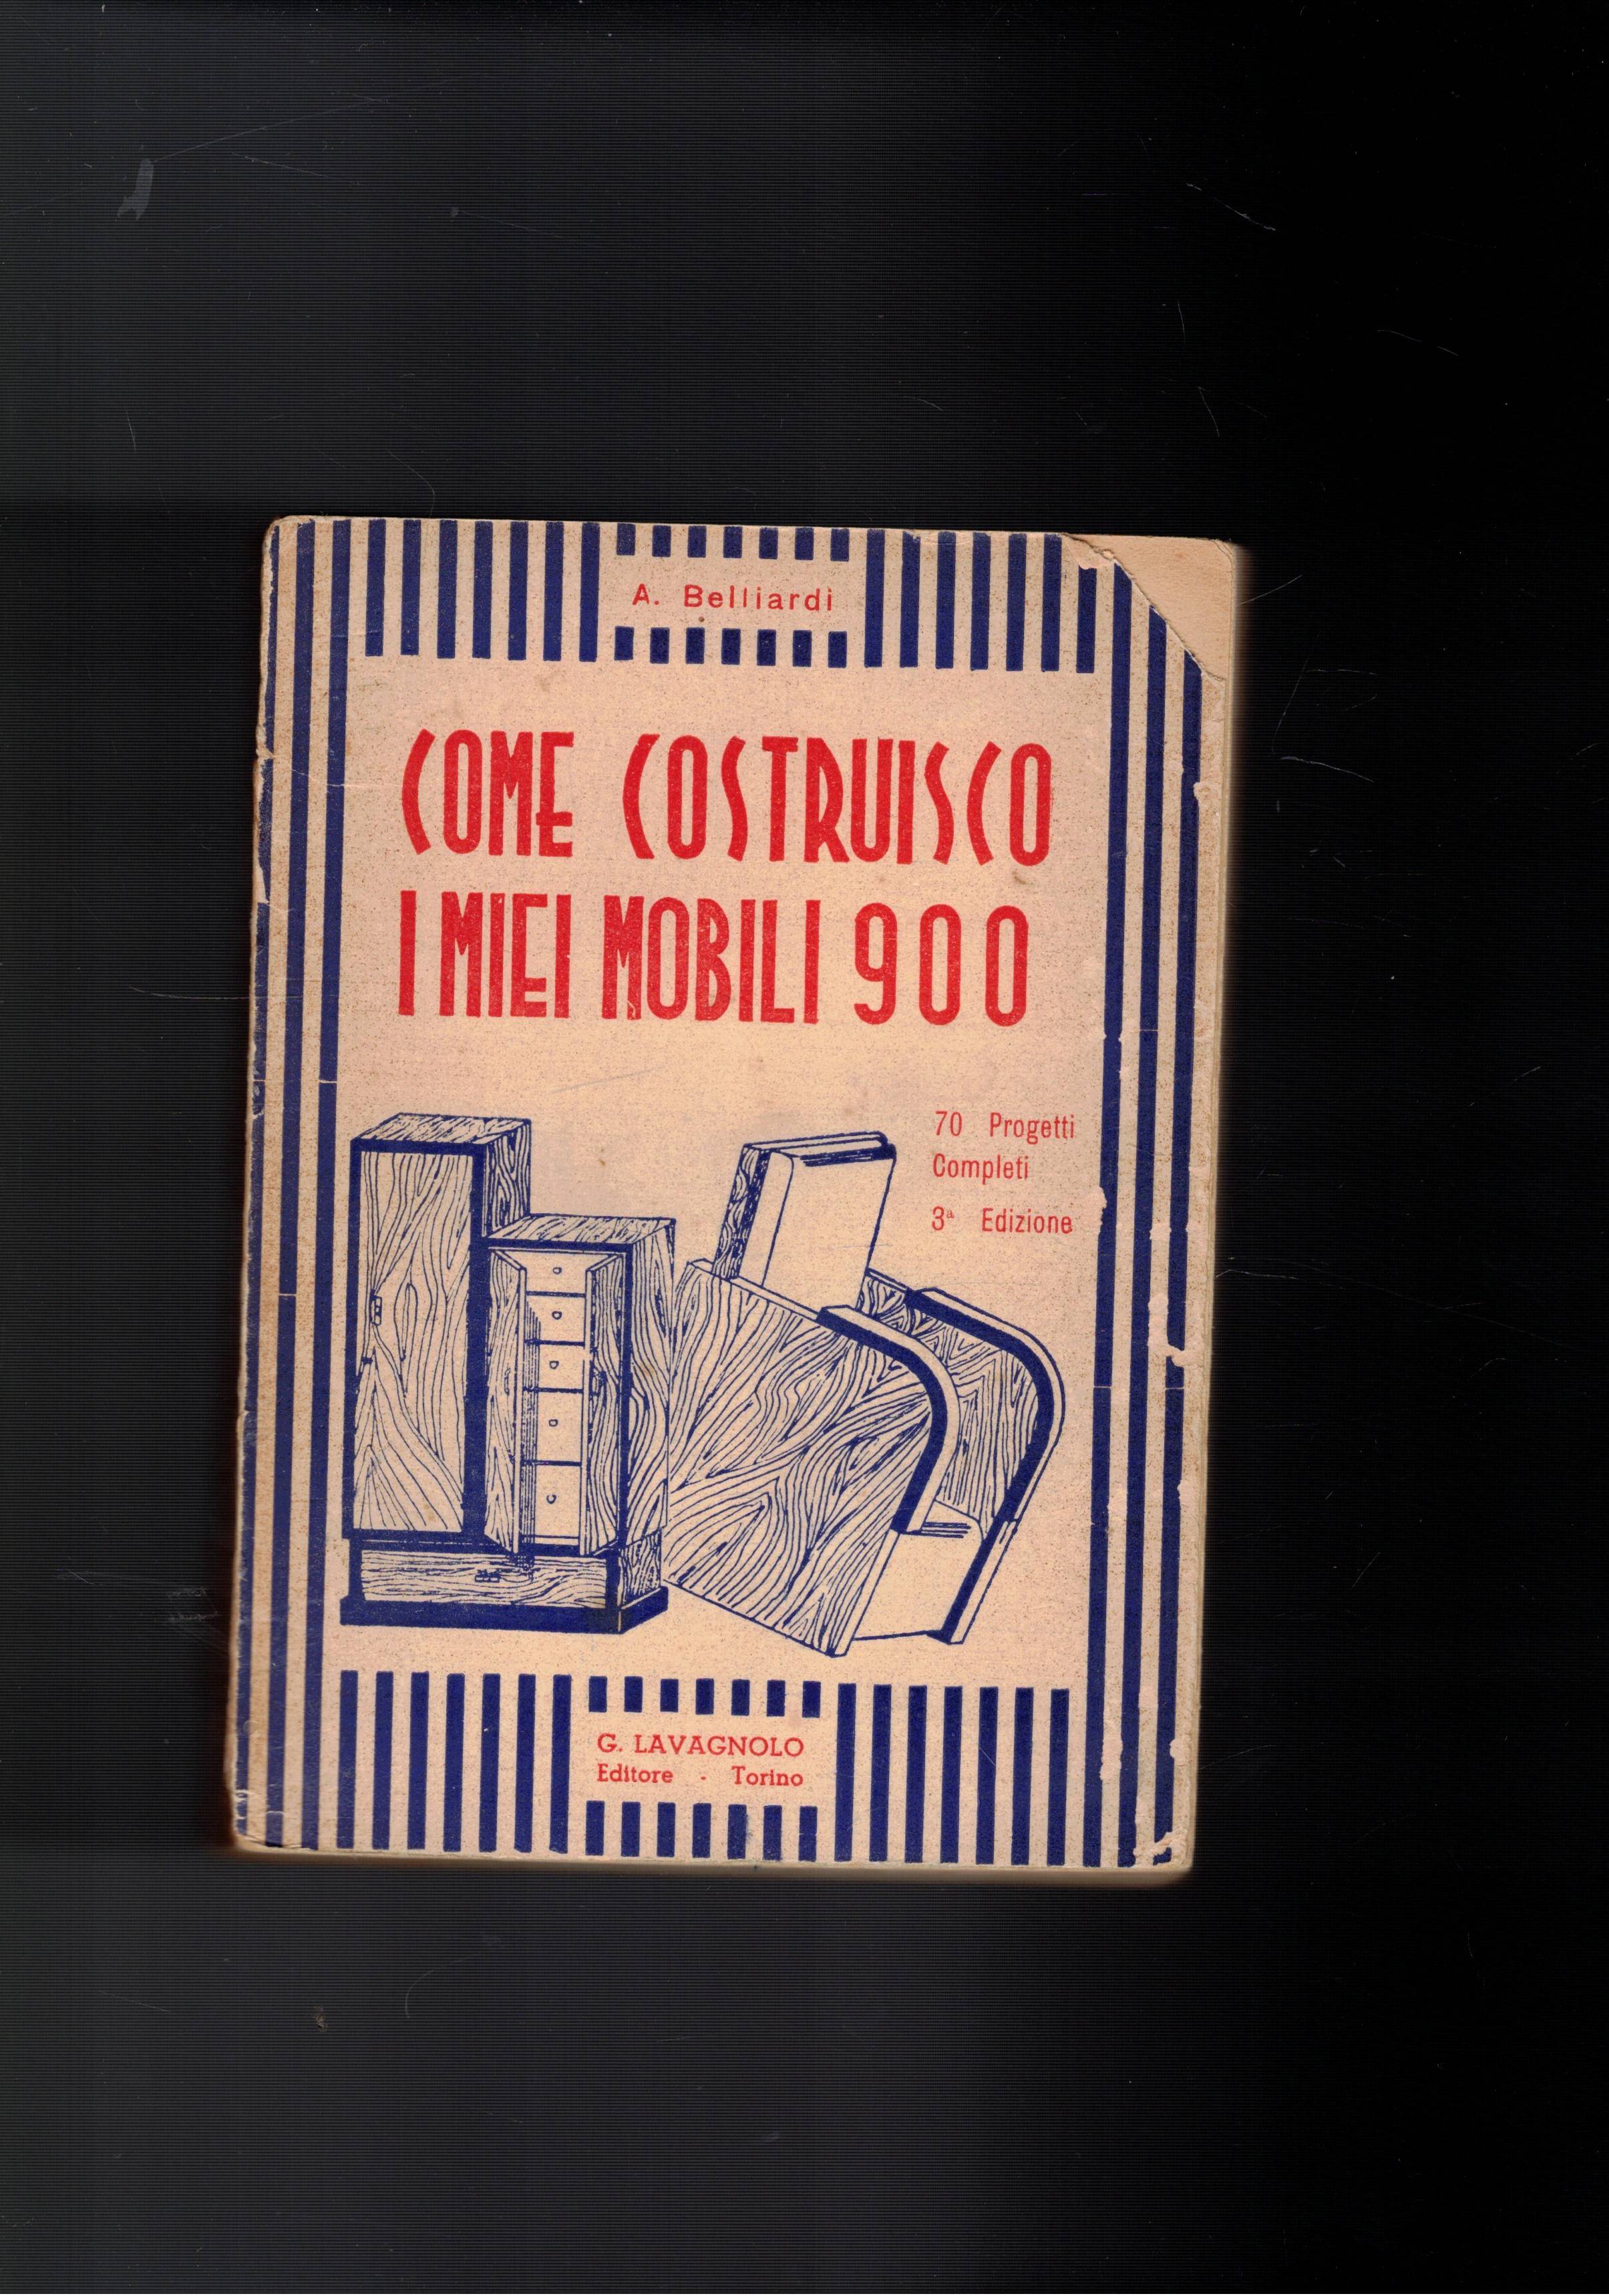 A. Belliardi
COME COSTRUISCO
I MIEI MOBILI 900
70 Progetti
Completi
3ª Edizione
G. LAVAGNOLO
Editore - Torino